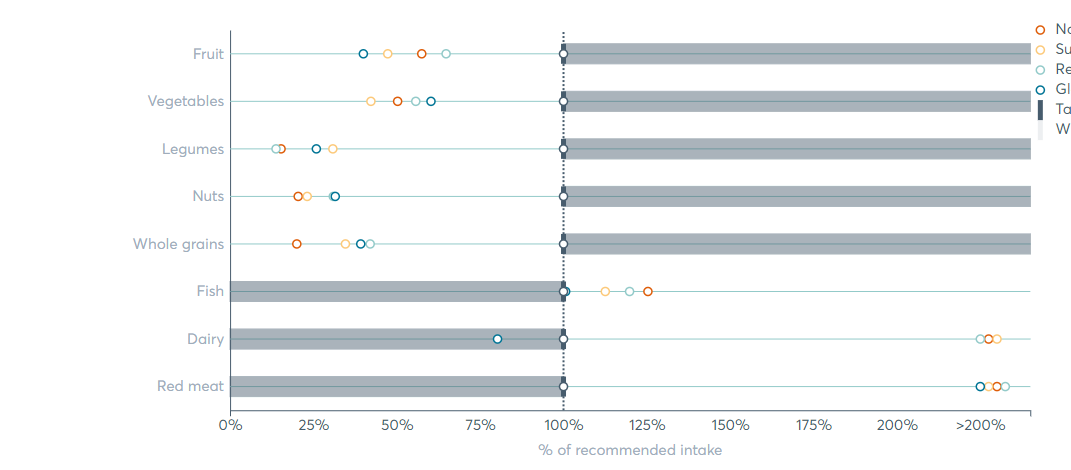 Fruit
Vegetables
Legumes
Nuts
Whole grains
Fish
Dairy
Red meat
0% 25% 50% 75% 100% 125% 150% 175% 200% >200%
% of recommended intake